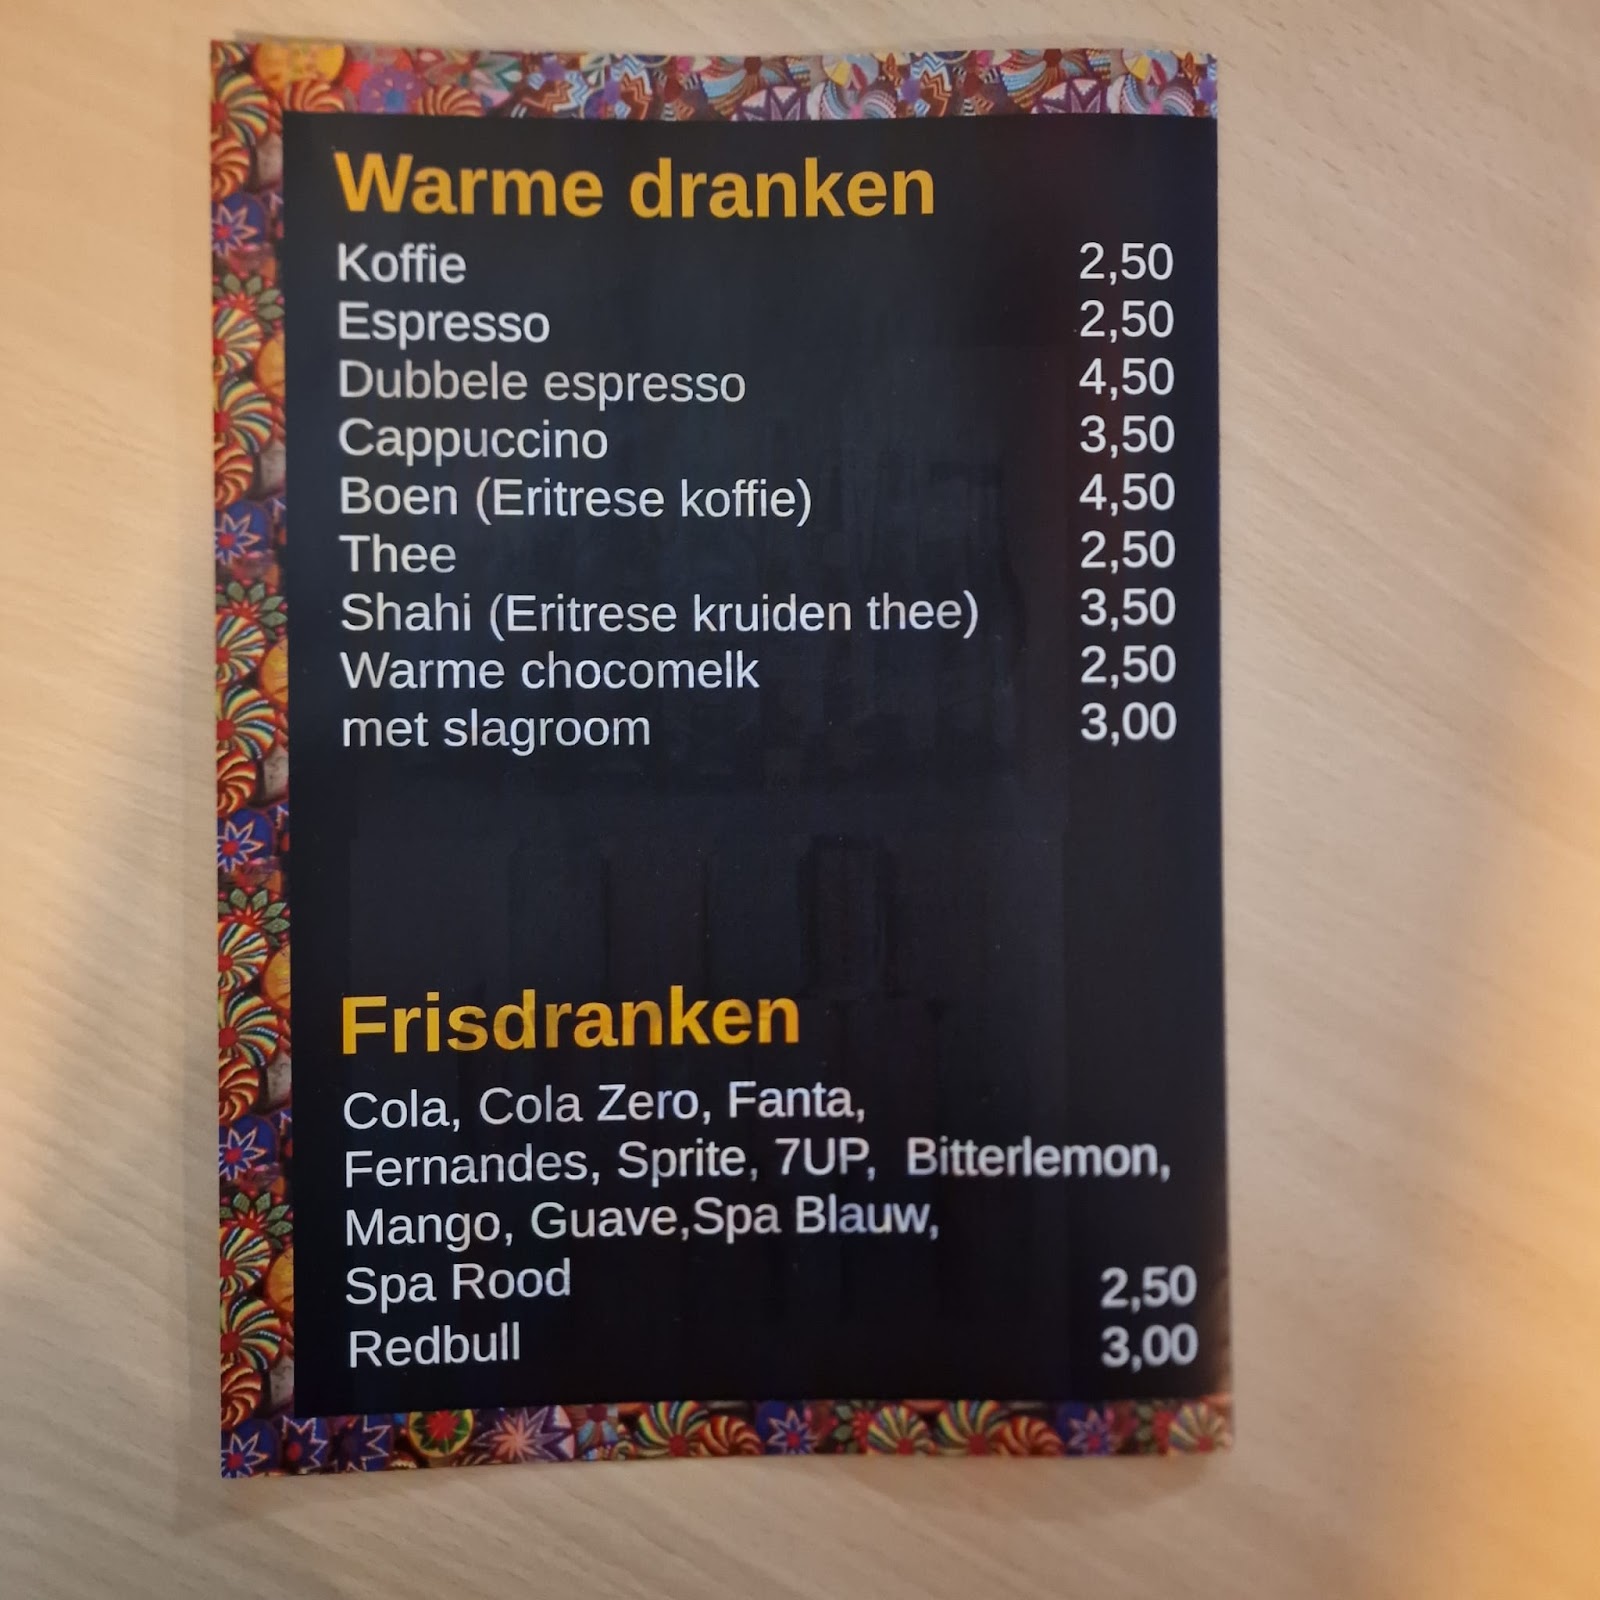 Warme dranken
Koffie 2,50
Espresso 2,50
Dubbele espresso 4,50
Cappuccino 3,50
Boen (Eritrese koffie) 4,50
Thee 2,50
Shahi (Eritrese kruiden thee) 3,50
Warme chocomelk 2,50
met slagroom 3,00
Frisdranken
Cola, Cola Zero, Fanta,
Fernandes, Sprite, 7UP, Bitterlemon,
Mango, Guave,Spa Blauw,
Spa Rood 2,50
Redbull 3,00